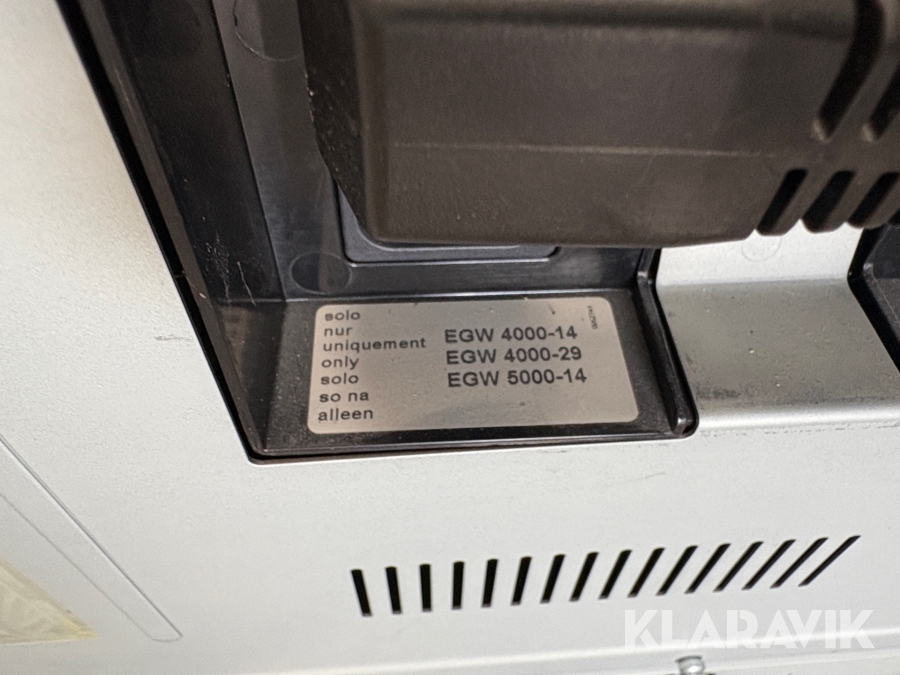 solo
nur
uniquement EGW 4000-14
only EGW 4000-29
solo EGW 5000-14
so na
alleen
KLARAVIK